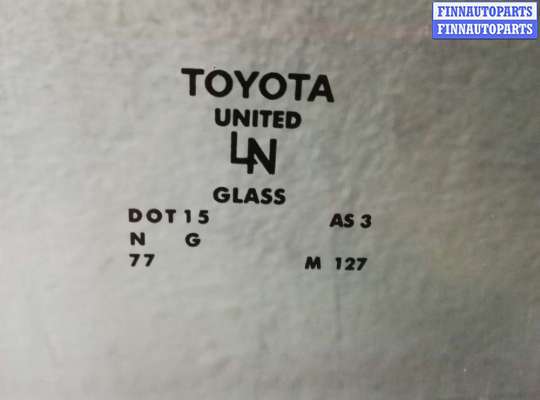 FINNAUTOPARTS
FINNAUTOPARTS
TOYOTA
UNITED
LN
GLASS
DOT 15 AS 3
N G
77 M 127